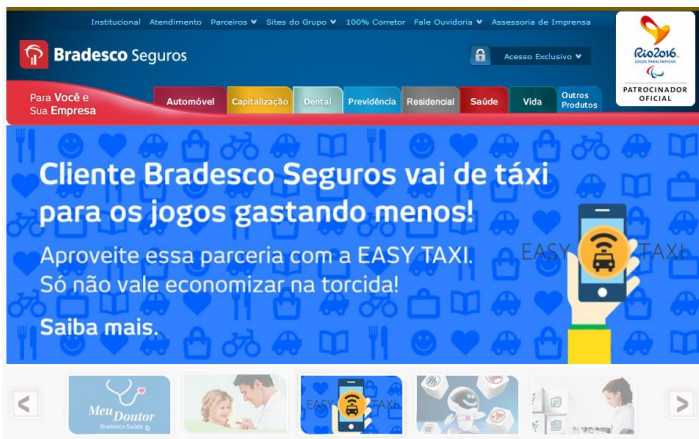 Institucional Atendimento Parceiros Sites do Grupo 100% Corretor Fale Ouvidoria Assessoria de Imprensa
Bradesco Seguros
Acesso Exclusivo
Rio2016
PATROCINADOR
OFICIAL
Para Você e
Sua Empresa
Automóvel Capitalização Dental Previdência Residencial Saúde Vida Outros
Produtos
Cliente Bradesco Seguros vai de táxi
para os jogos gastando menos!
Aproveite essa parceria com a EASY TAXI.
Só não vale economizar na torcida!
Saiba mais.
EASY TAXI
Meu Doutor
Bradesco Saúde
EASY TAXI